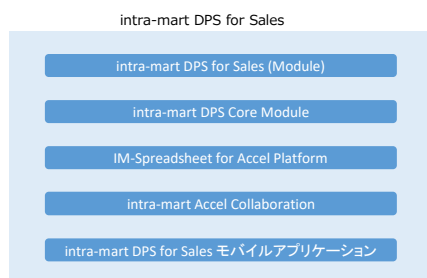 intra-mart DPS for Sales
intra-mart DPS for Sales (Module)
intra-mart DPS Core Module
IM-Spreadsheet for Accel Platform
intra-mart Accel Collaboration
intra-mart DPS for Sales モバイルアプリケーション